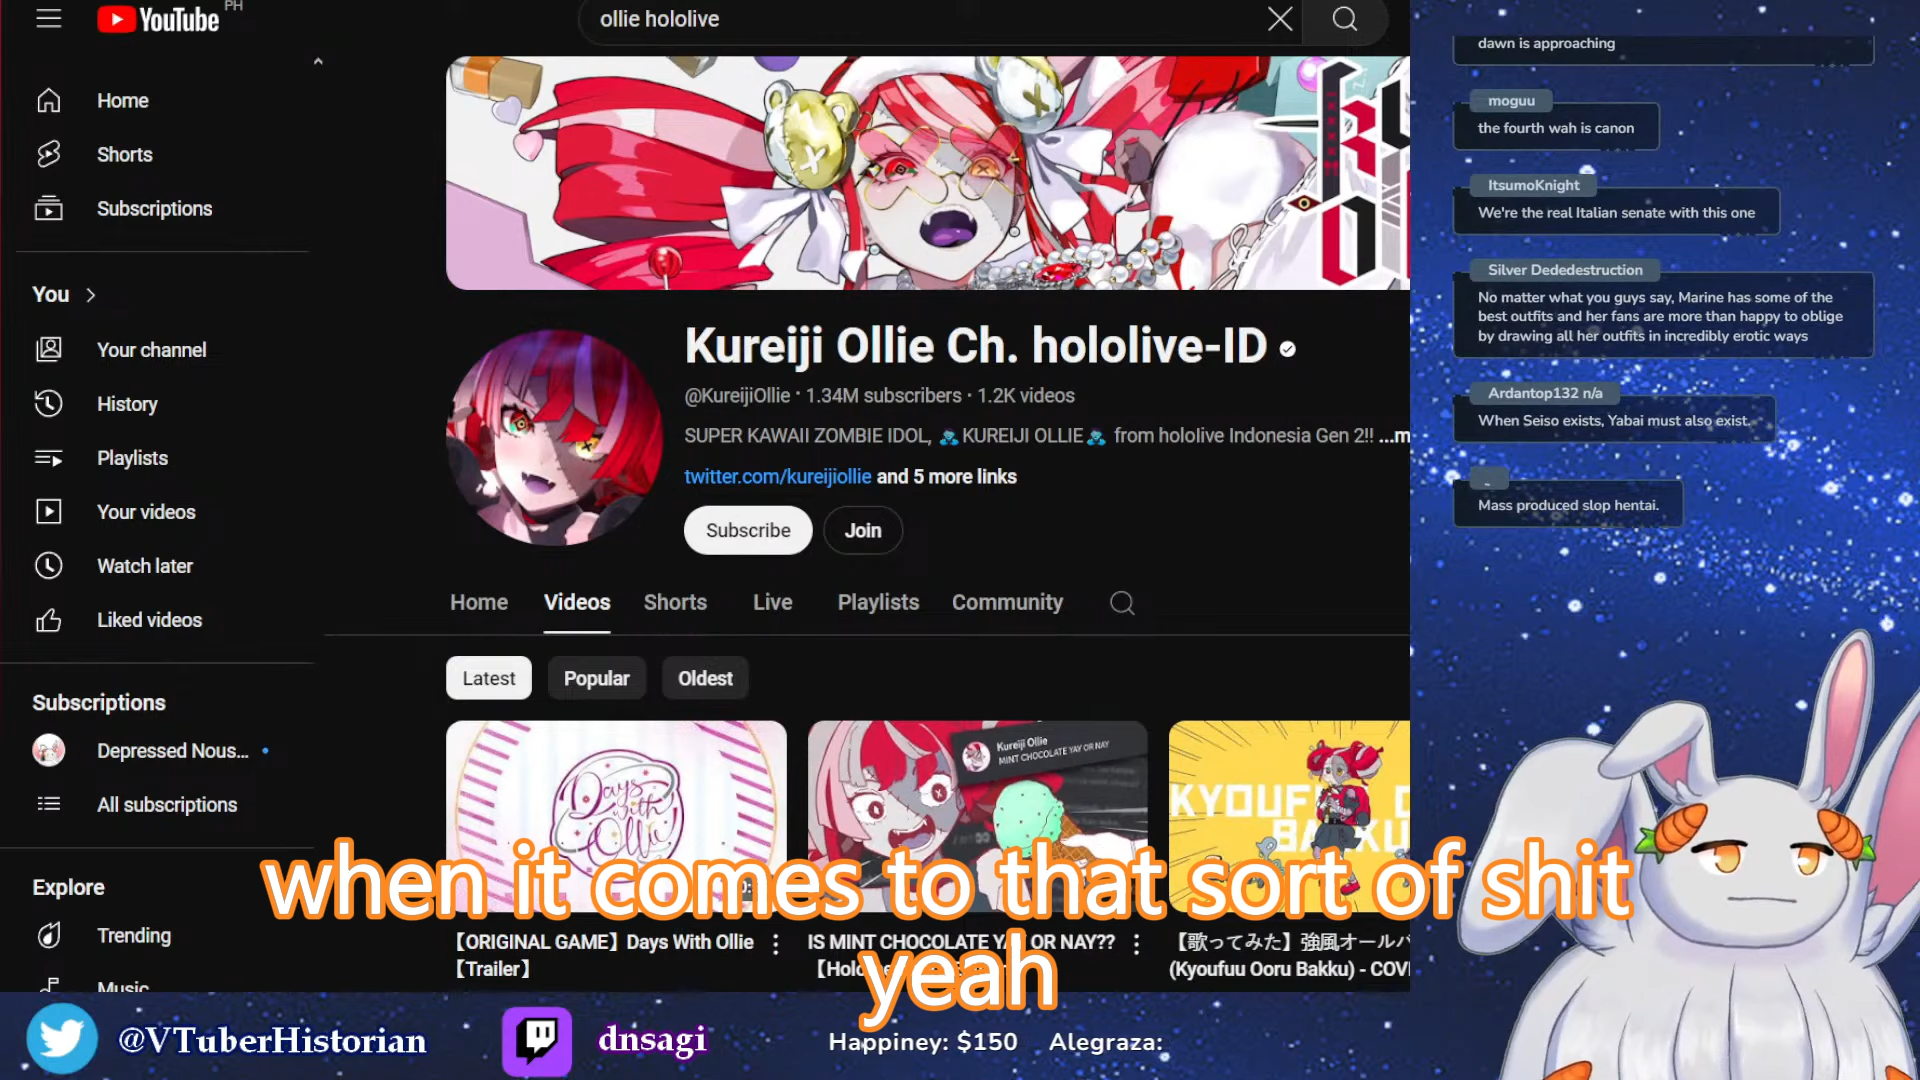 YouTube
PH
ollie hololive
Home
Shorts
Subscriptions
You
Your channel
History
Playlists
Your videos
Watch later
Liked videos
Subscriptions
Depressed Nous...
All subscriptions
Explore
Trending
Music
Kureiji Ollie Ch. hololive-ID
@KureijiOllie · 1.34M subscribers · 1.2K videos
SUPER KAWAII ZOMBIE IDOL, 🧟KUREIJI OLLIE🧟 from hololive Indonesia Gen 2!! ...m
twitter.com/kureijiollie and 5 more links
Subscribe
Join
Home
Videos
Shorts
Live
Playlists
Community
Latest
Popular
Oldest
Days with Ollie
Kureiji Ollie
MINT CHOCOLATE YAY OR NAY
KYOUF
BAKKU
【ORIGINAL GAME】Days With Ollie
【Trailer】
IS MINT CHOCOLATE YAY OR NAY??
【歌ってみた】強風オールバ
(Kyoufuu Ooru Bakku) - COV
when it comes to that sort of shit
yeah
dawn is approaching
moguu
the fourth wah is canon
ItsumoKnight
We're the real Italian senate with this one
Silver Dededestruction
No matter what you guys say, Marine has some of the
best outfits and her fans are more than happy to oblige
by drawing all her outfits in incredibly erotic ways
Ardantop132 n/a
When Seiso exists, Yabai must also exist.
Mass produced slop hentai.
@VTuberHistorian
dnsagi
Happiney: $150
Alegraza: